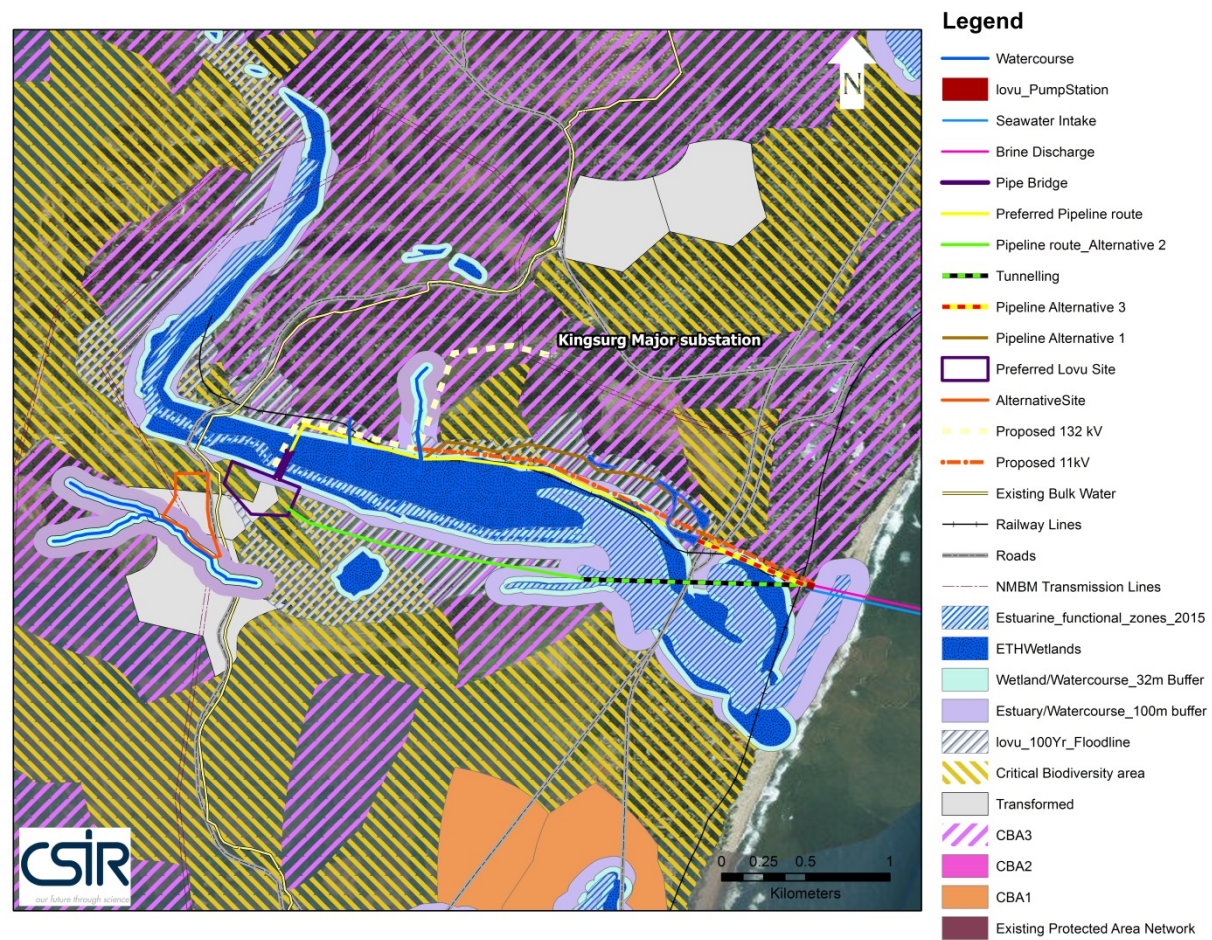 Legend
N
Watercourse
lovu_PumpStation
Seawater Intake
Brine Discharge
Pipe Bridge
Preferred Pipeline route
Pipeline route_Alternative 2
Tunnelling
Pipeline Alternative 3
Pipeline Alternative 1
Preferred Lovu Site
AlternativeSite
Proposed 132 kV
Proposed 11kV
Existing Bulk Water
Railway Lines
Roads
NMBM Transmission Lines
Estuarine_functional_zones_2015
ETHWetlands
Wetland/Watercourse_32m Buffer
Estuary/Watercourse_100m buffer
lovu_100Yr_Floodline
Critical Biodiversity area
Transformed
CBA3
CBA2
CBA1
Existing Protected Area Network
Kingsurg Major substation
0 0.25 0.5 1
Kilometers
CSIR
our future through science